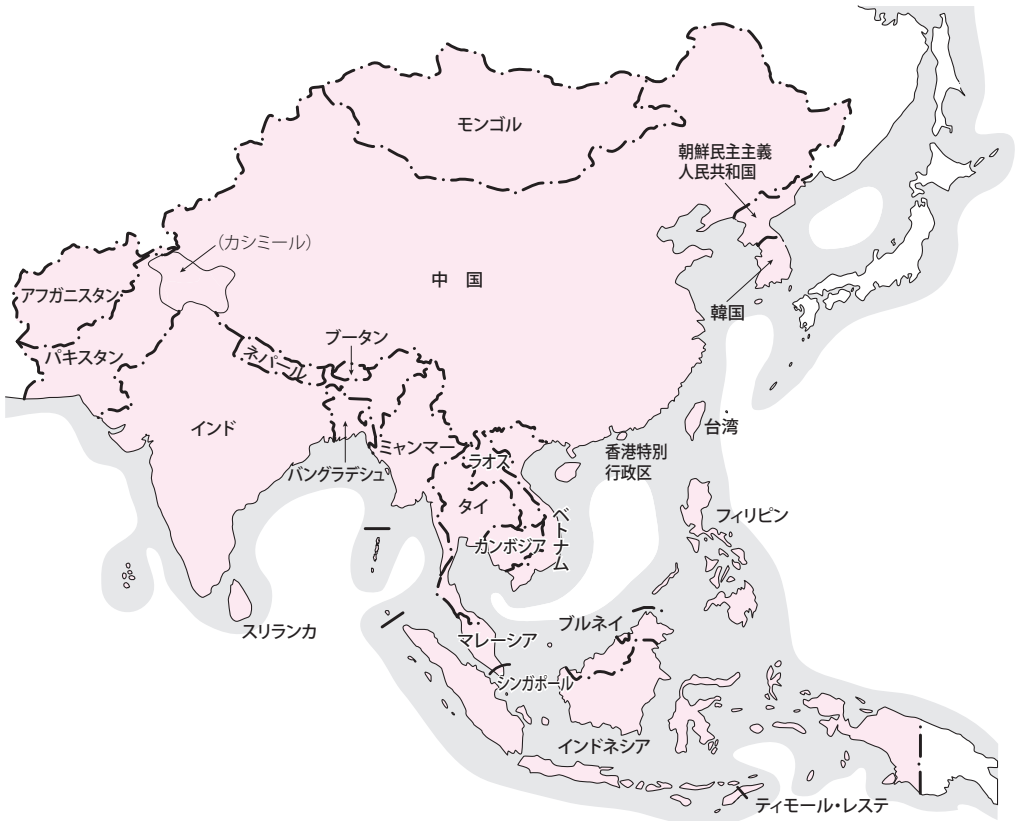 モンゴル
朝鮮民主主義
人民共和国
(カシミール)
中 国
アフガニスタン
韓国
パキスタン
ブータン
ネパール
インド
台湾
ミャンマー
香港特別
行政区
ラオス
バングラデシュ
タイ
ベトナム
フィリピン
カンボジア
スリランカ
ブルネイ
マレーシア
シンガポール
インドネシア
ティモール・レステ